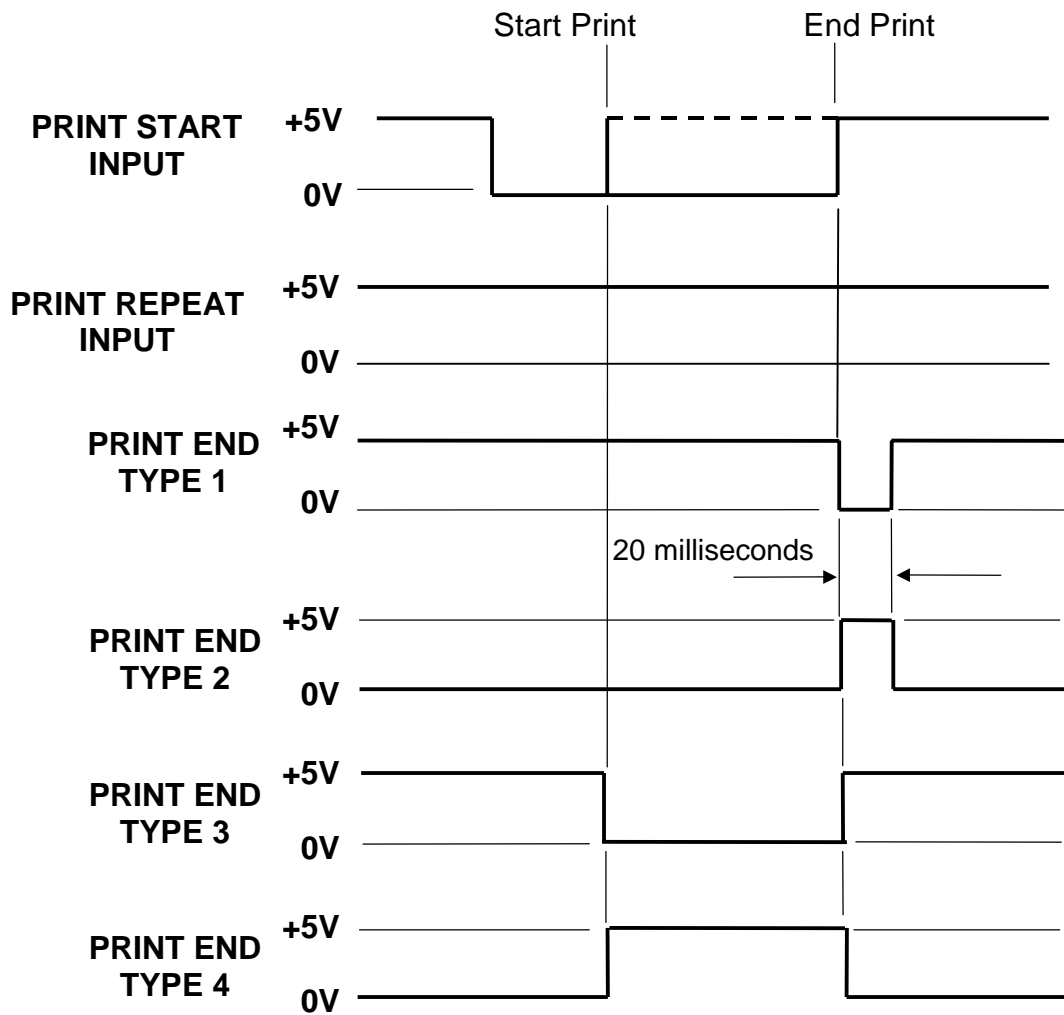 Start Print
End Print
PRINT START
INPUT
+5V
0V
PRINT REPEAT
INPUT
+5V
0V
PRINT END
TYPE 1
+5V
0V
20 milliseconds
PRINT END
TYPE 2
+5V
0V
PRINT END
TYPE 3
+5V
0V
PRINT END
TYPE 4
+5V
0V